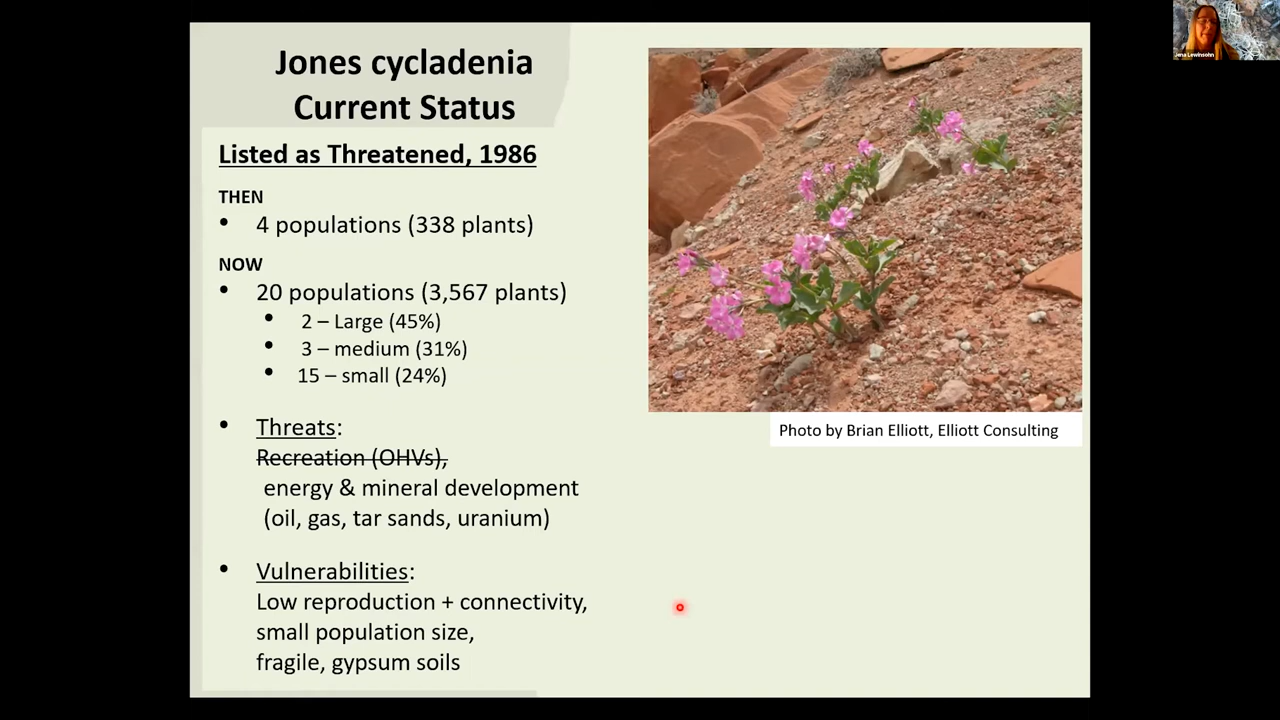 Jones cycladenia
Current Status
Listed as Threatened, 1986
THEN
• 4 populations (338 plants)
NOW
• 20 populations (3,567 plants)
• 2 – Large (45%)
• 3 – medium (31%)
• 15 – small (24%)
• Threats:
Recreation (OHVs),
energy & mineral development
(oil, gas, tar sands, uranium)
• Vulnerabilities:
Low reproduction + connectivity,
small population size,
fragile, gypsum soils
Photo by Brian Elliott, Elliott Consulting
Jena Lewinsohn